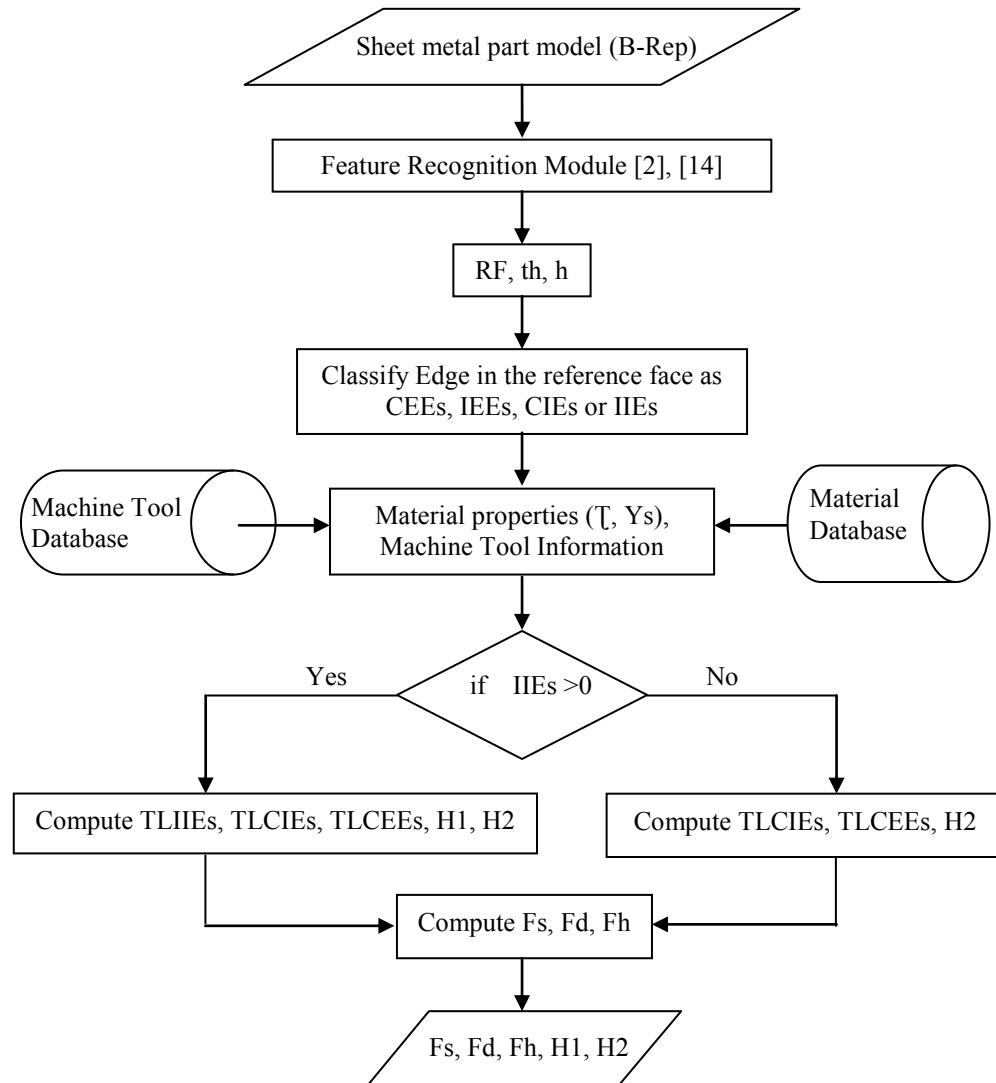 Sheet metal part model (B-Rep)
Feature Recognition Module [2], [14]
RF, th, h
Classify Edge in the reference face as
CEEs, IEEs, CIEs or IIEs
Machine Tool
Database
Material properties (Ʈ, Ys),
Machine Tool Information
Material
Database
Yes
if IIEs >0
No
Compute TLIIEs, TLCIEs, TLCEEs, H1, H2
Compute TLCIEs, TLCEEs, H2
Compute Fs, Fd, Fh
Fs, Fd, Fh, H1, H2